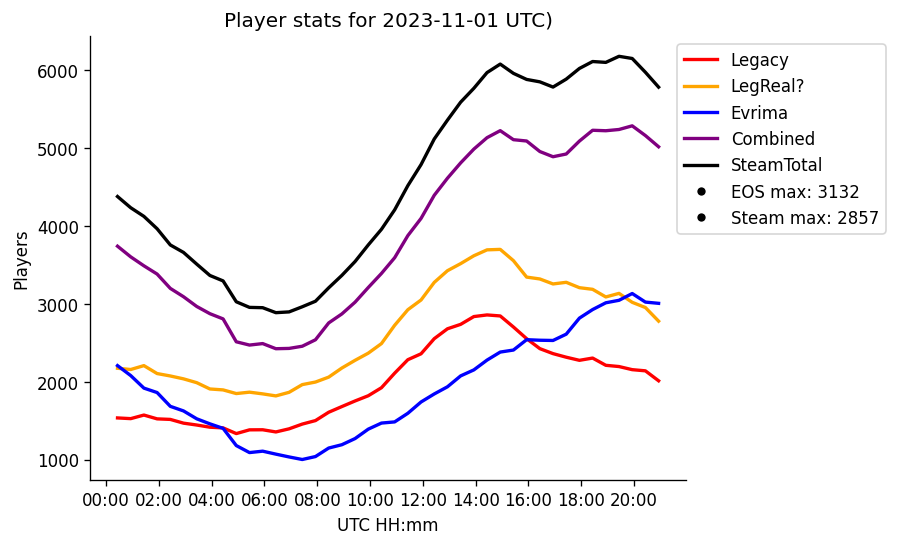 Player stats for 2023-11-01 UTC)
Players
6000
5000
4000
3000
2000
1000
00:00 02:00 04:00 06:00 08:00 10:00 12:00 14:00 16:00 18:00 20:00
UTC HH:mm
Legacy
LegReal?
Evrima
Combined
SteamTotal
EOS max: 3132
Steam max: 2857